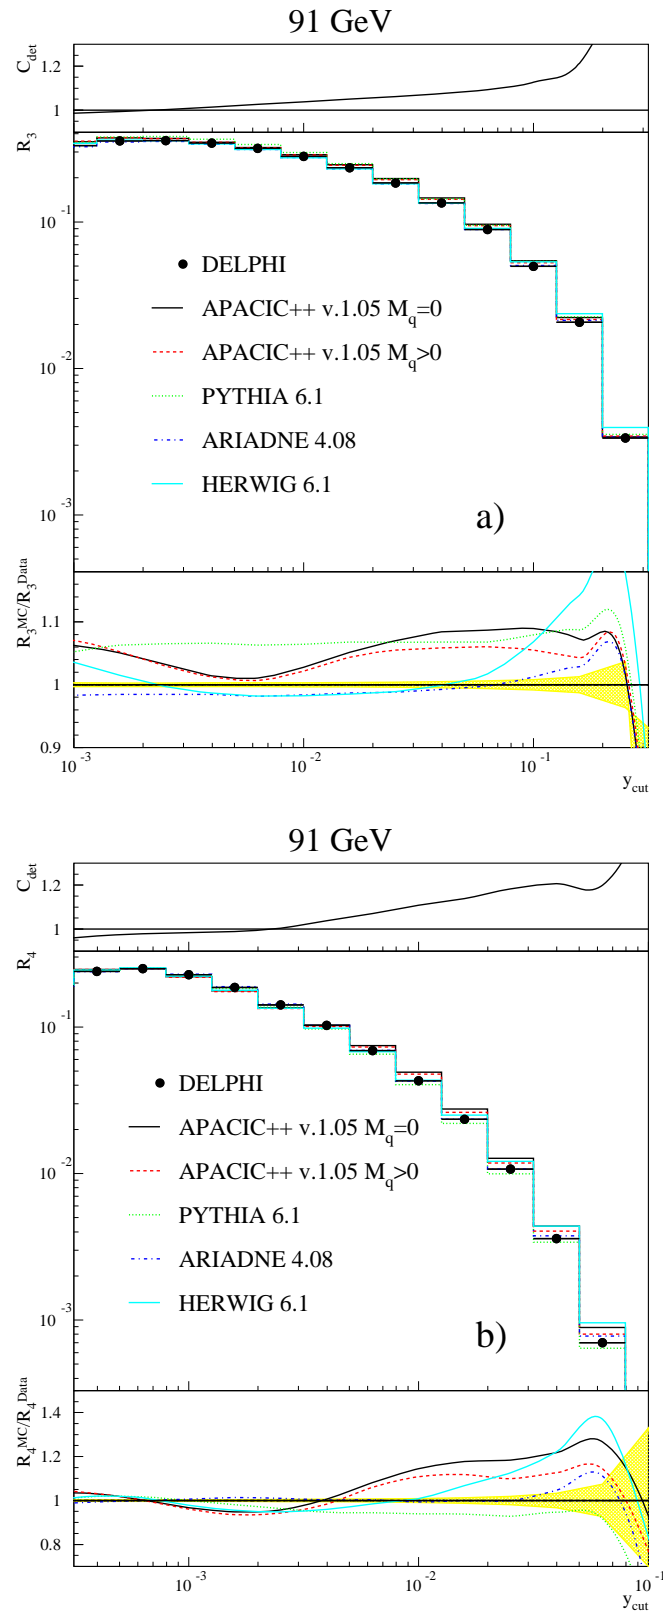 91 GeV
C_det
1.2
1
R_3
10^-1
DELPHI
APACIC++ v.1.05 M_q=0
APACIC++ v.1.05 M_q>0
10^-2
PYTHIA 6.1
ARIADNE 4.08
HERWIG 6.1
10^-3
a)
R_3^MC/R_3^Data
1.1
1
0.9
10^-3 10^-2 10^-1
y_cut
91 GeV
C_det
1.2
1
R_4
10^-1
DELPHI
APACIC++ v.1.05 M_q=0
APACIC++ v.1.05 M_q>0
10^-2
PYTHIA 6.1
ARIADNE 4.08
HERWIG 6.1
10^-3
b)
R_4^MC/R_4^Data
1.4
1.2
1
0.8
10^-3 10^-2 10^-1
y_cut